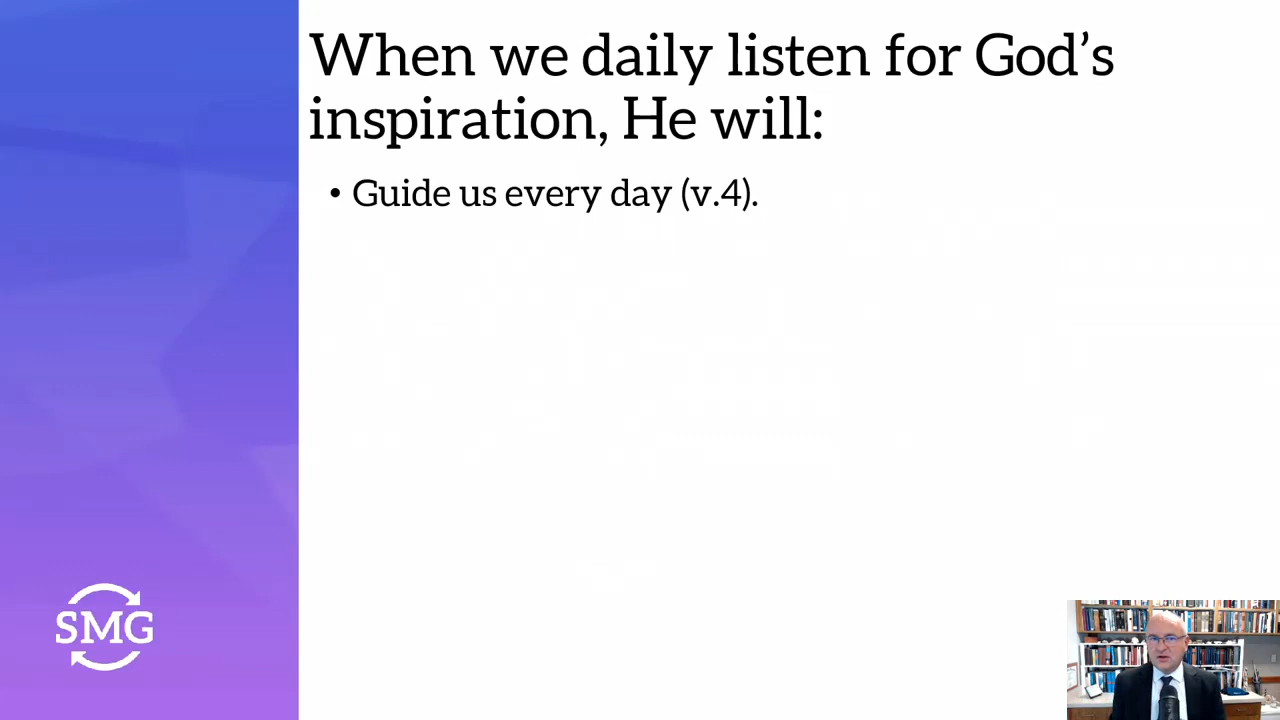 When we daily listen for God’s
inspiration, He will:
• Guide us every day (v.4).
SMG